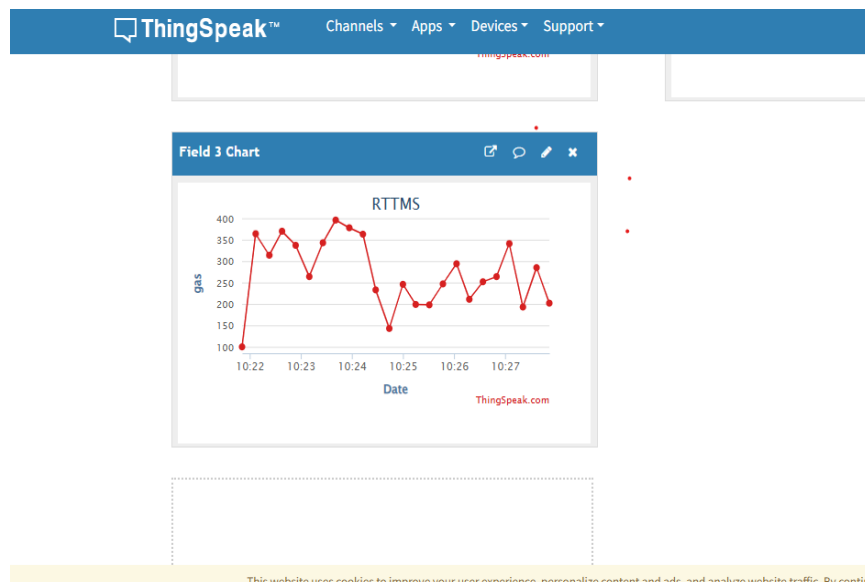 ThingSpeak™ Channels Apps Devices Support
ThingSpeak.com
Field 3 Chart
RTTMS
400
350
300
250
200
150
100
gas
10:22 10:23 10:24 10:25 10:26 10:27
Date
ThingSpeak.com
This website uses cookies to improve your user experience, personalize content and ads, and analyze website traffic. By conti